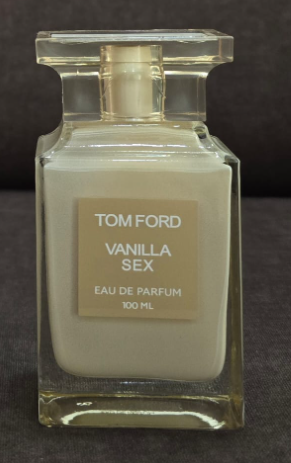 TOM FORD
VANILLA
SEX
EAU DE PARFUM
100 ML